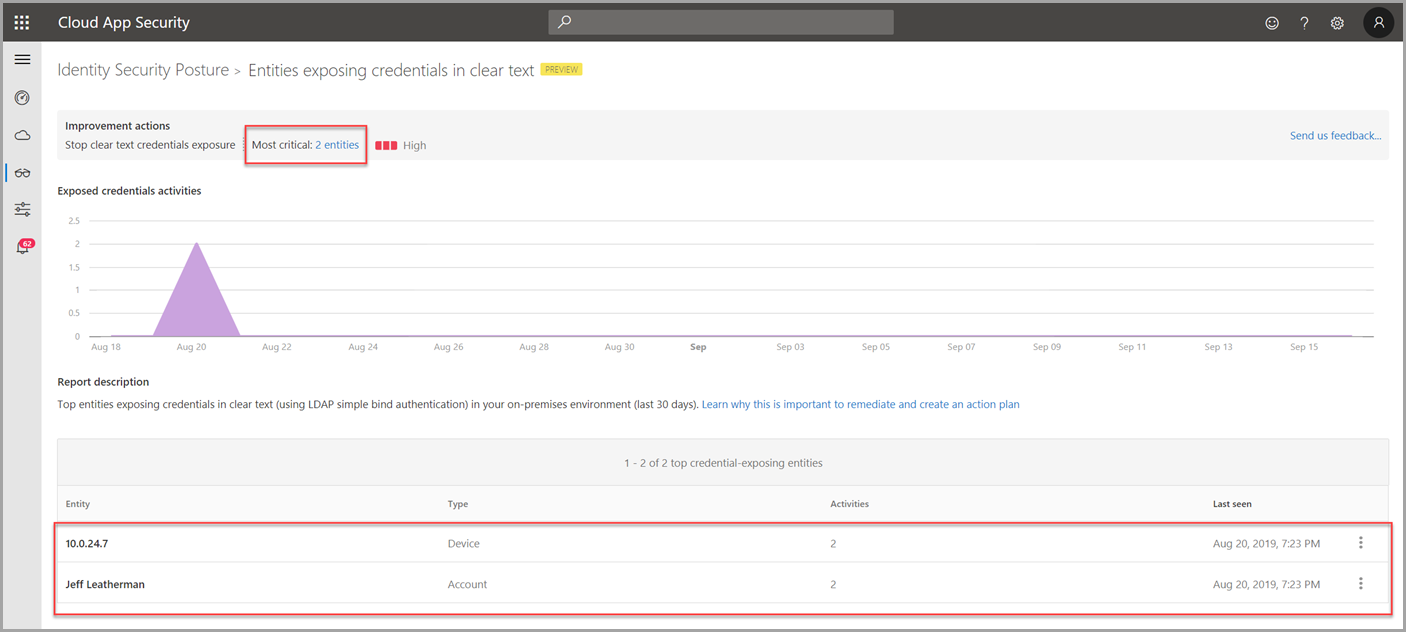 Cloud App Security
Identity Security Posture > Entities exposing credentials in clear text PREVIEW
Improvement actions
Stop clear text credentials exposure Most critical: 2 entities High
Send us feedback...
62
Exposed credentials activities
2.5
2
1.5
1
0.5
0
Aug 18 Aug 20 Aug 22 Aug 24 Aug 26 Aug 28 Aug 30 Sep Sep 03 Sep 05 Sep 07 Sep 09 Sep 11 Sep 13 Sep 15
Report description
Top entities exposing credentials in clear text (using LDAP simple bind authentication) in your on-premises environment (last 30 days). Learn why this is important to remediate and create an action plan
1 - 2 of 2 top credential-exposing entities
Entity Type Activities Last seen
10.0.24.7 Device 2 Aug 20, 2019, 7:23 PM
Jeff Leatherman Account 2 Aug 20, 2019, 7:23 PM